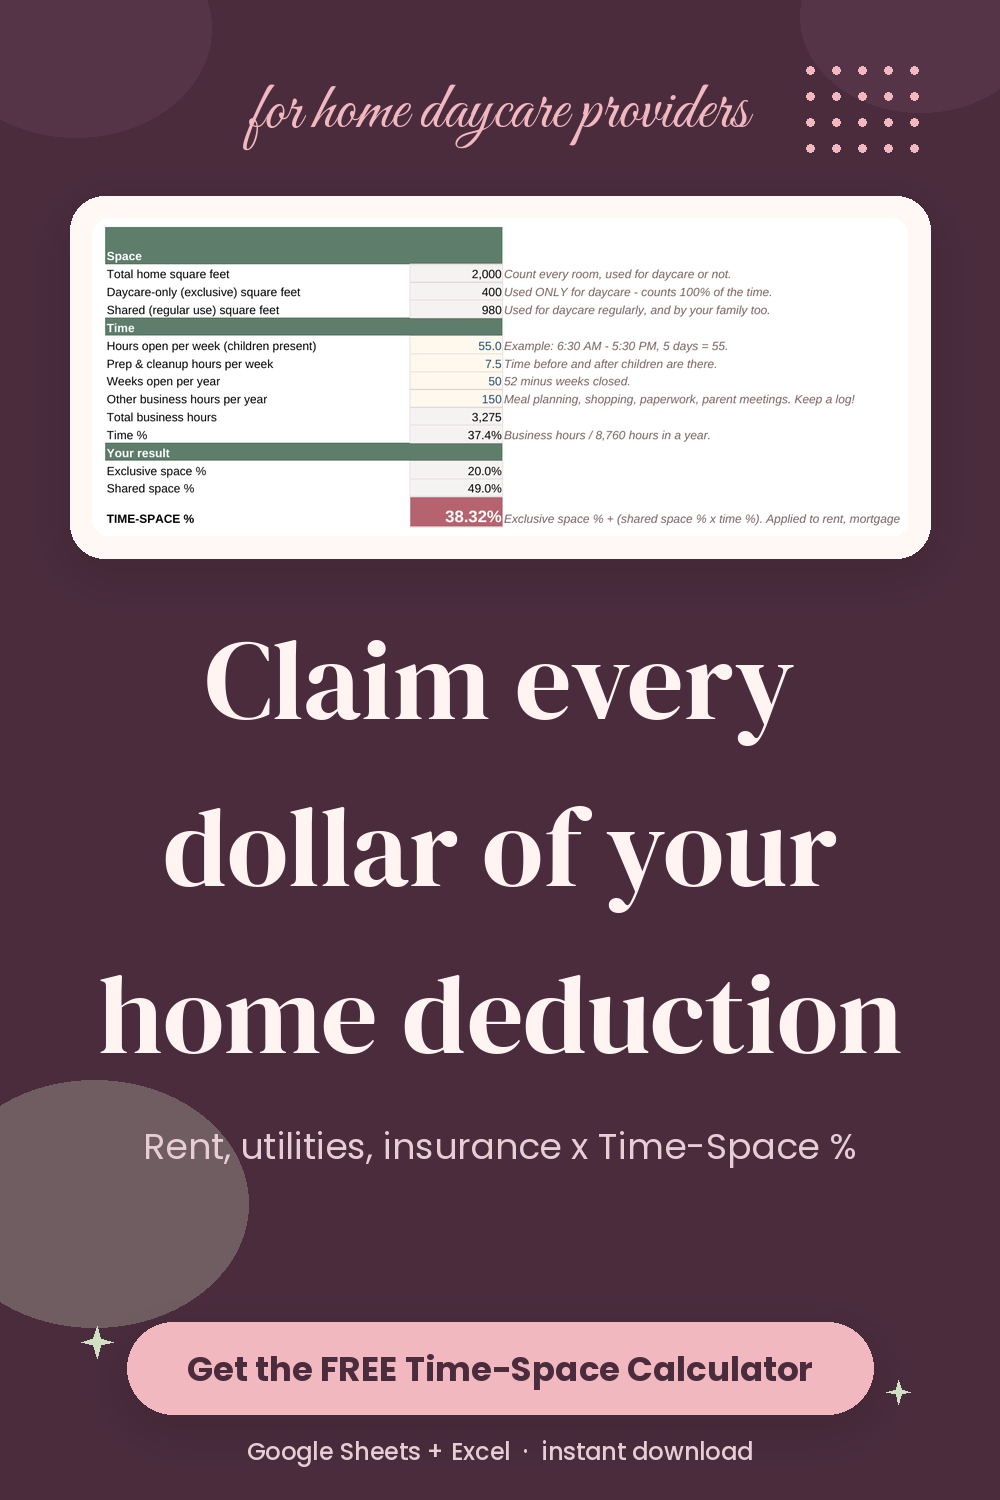 for home daycare providers
Space
Total home square feet 2,000 Count every room, used for daycare or not.
Daycare-only (exclusive) square feet 400 Used ONLY for daycare - counts 100% of the time.
Shared (regular use) square feet 980 Used for daycare regularly, and by your family too.
Time
Hours open per week (children present) 55.0 Example: 6:30 AM - 5:30 PM, 5 days = 55.
Prep & cleanup hours per week 7.5 Time before and after children are there.
Weeks open per year 50 52 minus weeks closed.
Other business hours per year 150 Meal planning, shopping, paperwork, parent meetings. Keep a log!
Total business hours 3,275
Time % 37.4% Business hours / 8,760 hours in a year.
Your result
Exclusive space % 20.0%
Shared space % 49.0%
TIME-SPACE % 38.32% Exclusive space % + (shared space % x time %). Applied to rent, mortgage
Claim every
dollar of your
home deduction
Rent, utilities, insurance x Time-Space %
Get the FREE Time-Space Calculator
Google Sheets + Excel · instant download